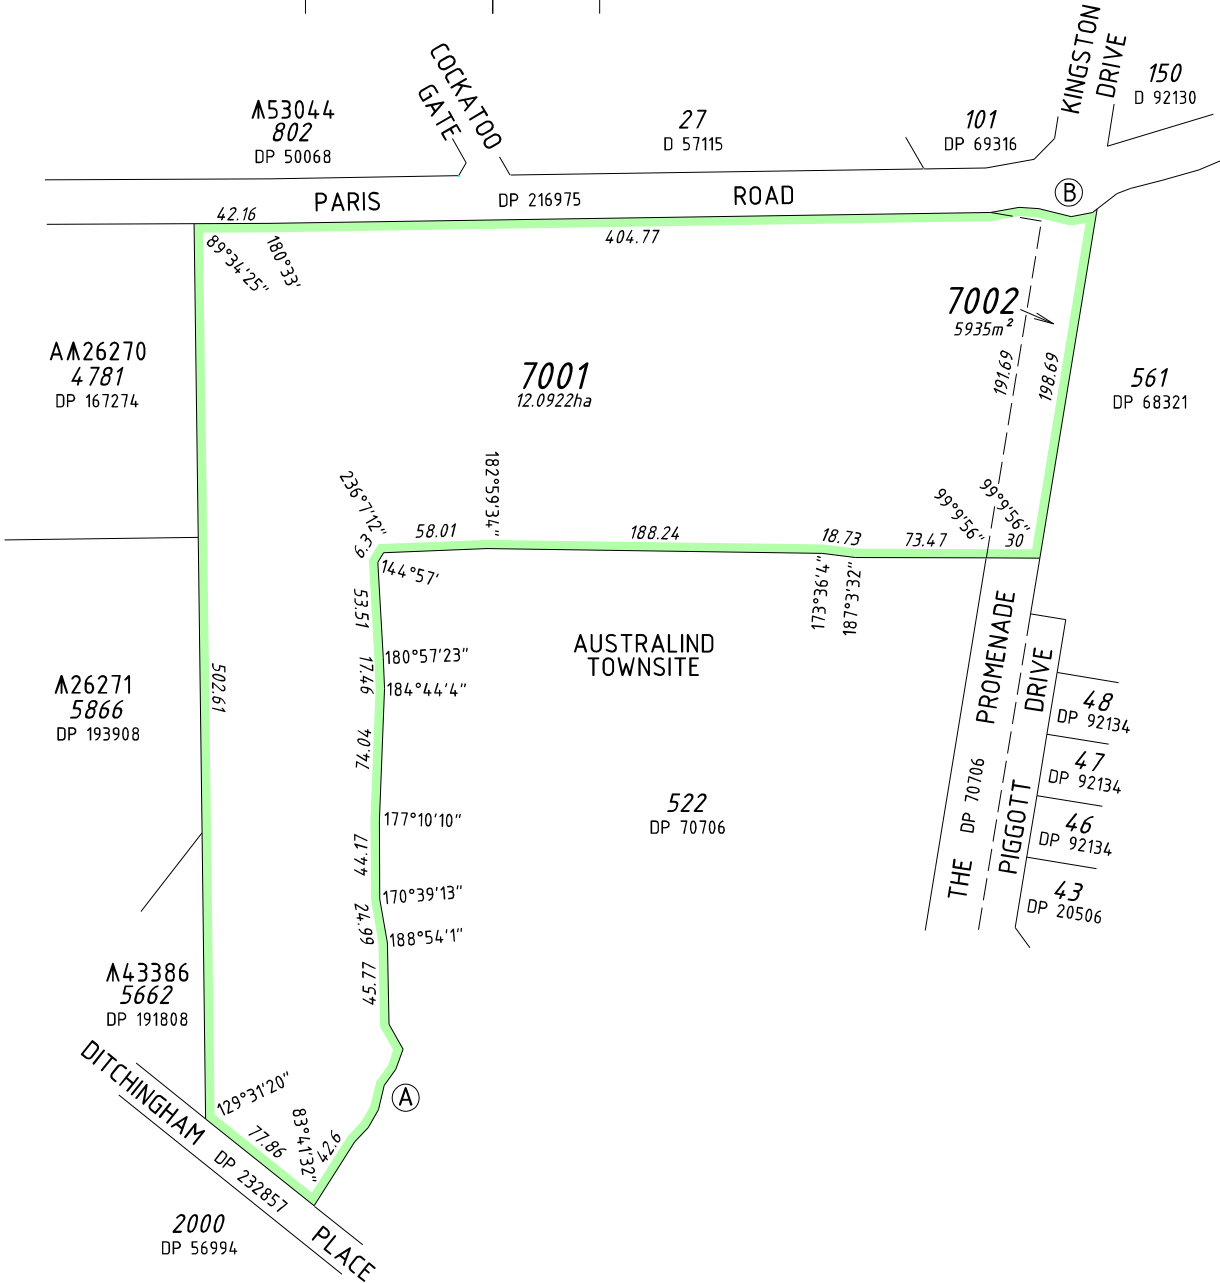 KINGSTON
DRIVE
150
D 92130
COCKATOO
GATE
⩚53044
802
DP 50068
27
D 57115
101
DP 69316
PARIS
DP 216975
ROAD
B
42.16
404.77
89°34'25"
180°33'
7002
5935m²
A⩚26270
4781
DP 167274
7001
12.0922ha
191.69
198.69
561
DP 68321
236°7'12"
6.3
58.01
182°59'34"
188.24
18.73
73.47
30
99°9'56"
99°9'56"
144°57'
173°36'4"
187°3'32"
53.51
AUSTRALIND
TOWNSITE
180°57'23"
17.46
184°44'4"
502.61
⩚26271
5866
DP 193908
70.47
THE PROMENADE
DP 70706
PIGGOTT DRIVE
48
DP 92134
47
DP 92134
46
DP 92134
43
DP 20506
522
DP 70706
177°10'10"
44.17
170°39'13"
24.99
188°54'1"
45.77
⩚43386
5662
DP 191808
DITCHINGHAM
DP 232857
PLACE
129°31'20"
77.86
83°41'32"
42.6
A
2000
DP 56994